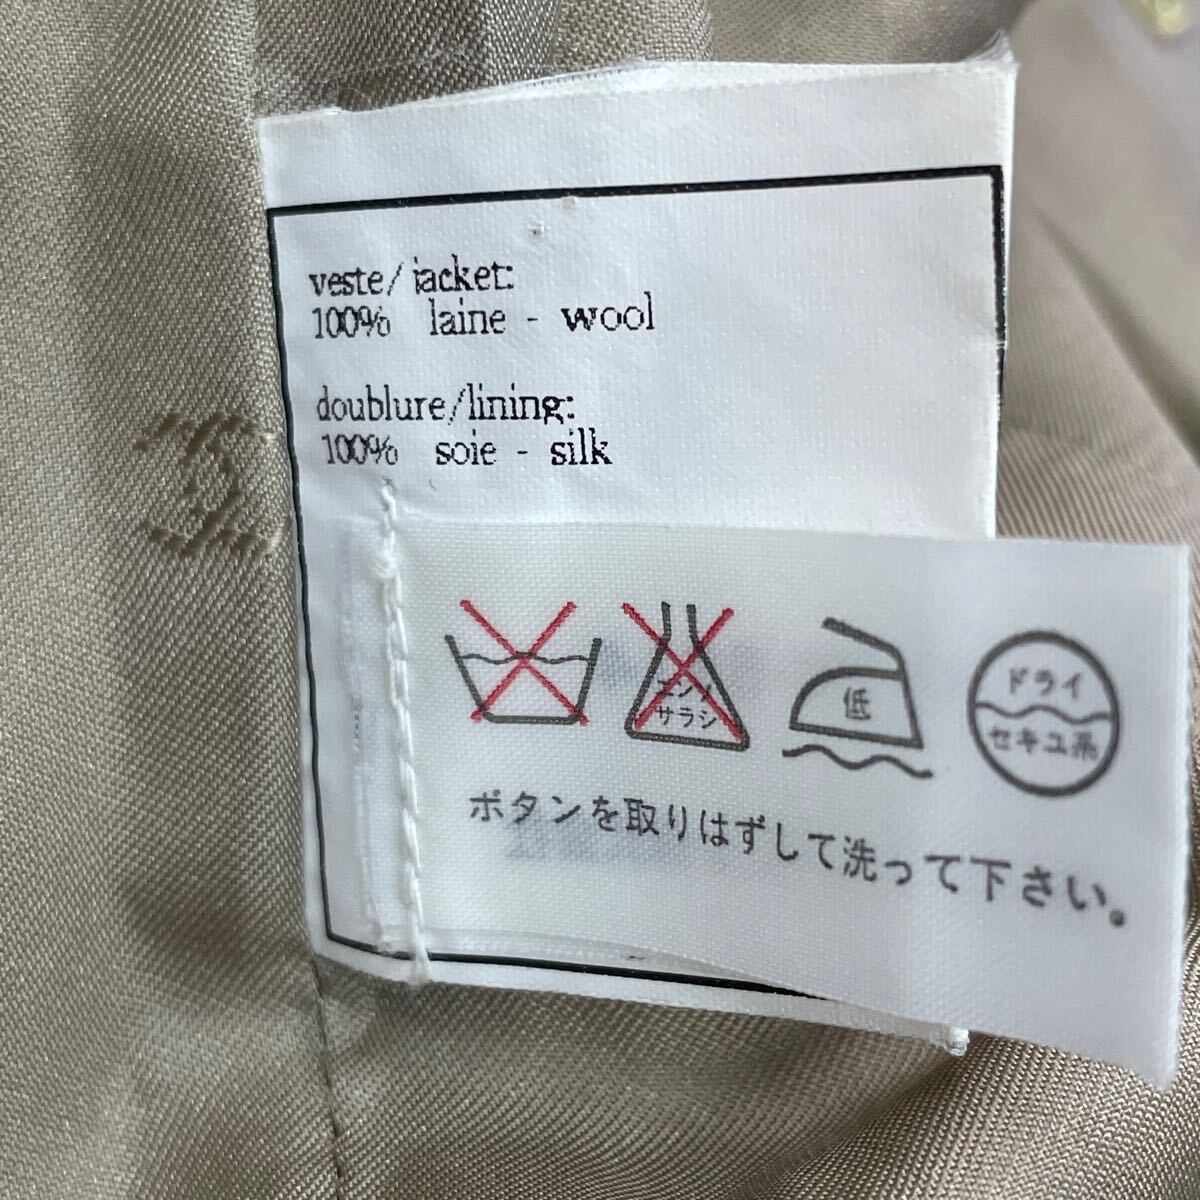 veste/ jacket:
100% laine - wool
doublure/lining:
100% soie - silk
エンソ
サラシ
低
ドライ
セキユ系
ボタンを取りはずして洗って下さい。